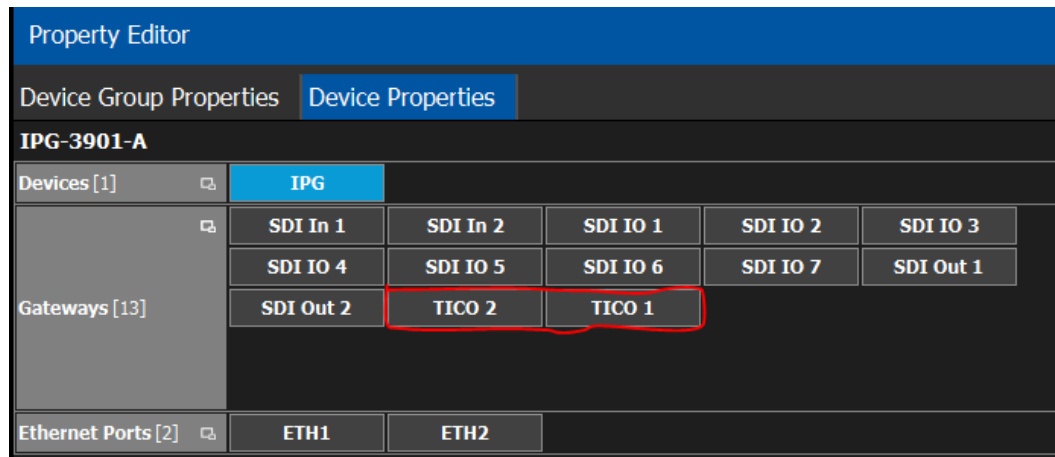 Property Editor
Device Group Properties Device Properties
IPG-3901-A
Devices [1] IPG
SDI In 1 SDI In 2 SDI IO 1 SDI IO 2 SDI IO 3
SDI IO 4 SDI IO 5 SDI IO 6 SDI IO 7 SDI Out 1
Gateways [13] SDI Out 2 TICO 2 TICO 1
Ethernet Ports [2] ETH1 ETH2